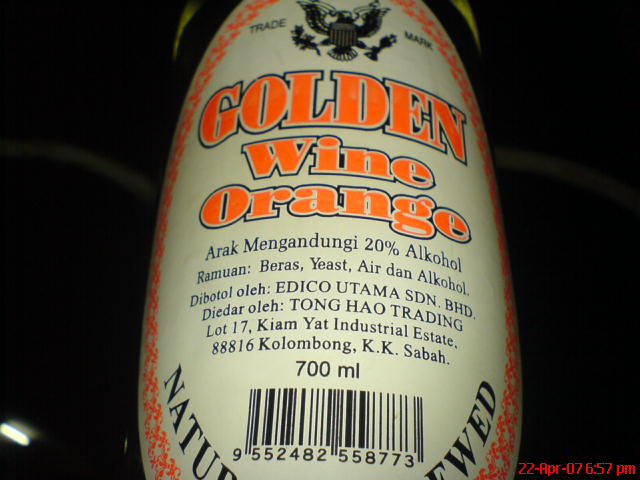 TRADE MARK
GOLDEN
Wine
Orange
Arak Mengandungi 20% Alkohol
Ramuan: Beras, Yeast, Air dan Alkohol.
Dibotol oleh: EDICO UTAMA SDN. BHD.
Diedar oleh: TONG HAO TRADING
Lot 17, Kiam Yat Industrial Estate,
88816 Kolombong, K.K. Sabah.
700 ml
9 552482 558773
22-Apr-07 6:57 pm